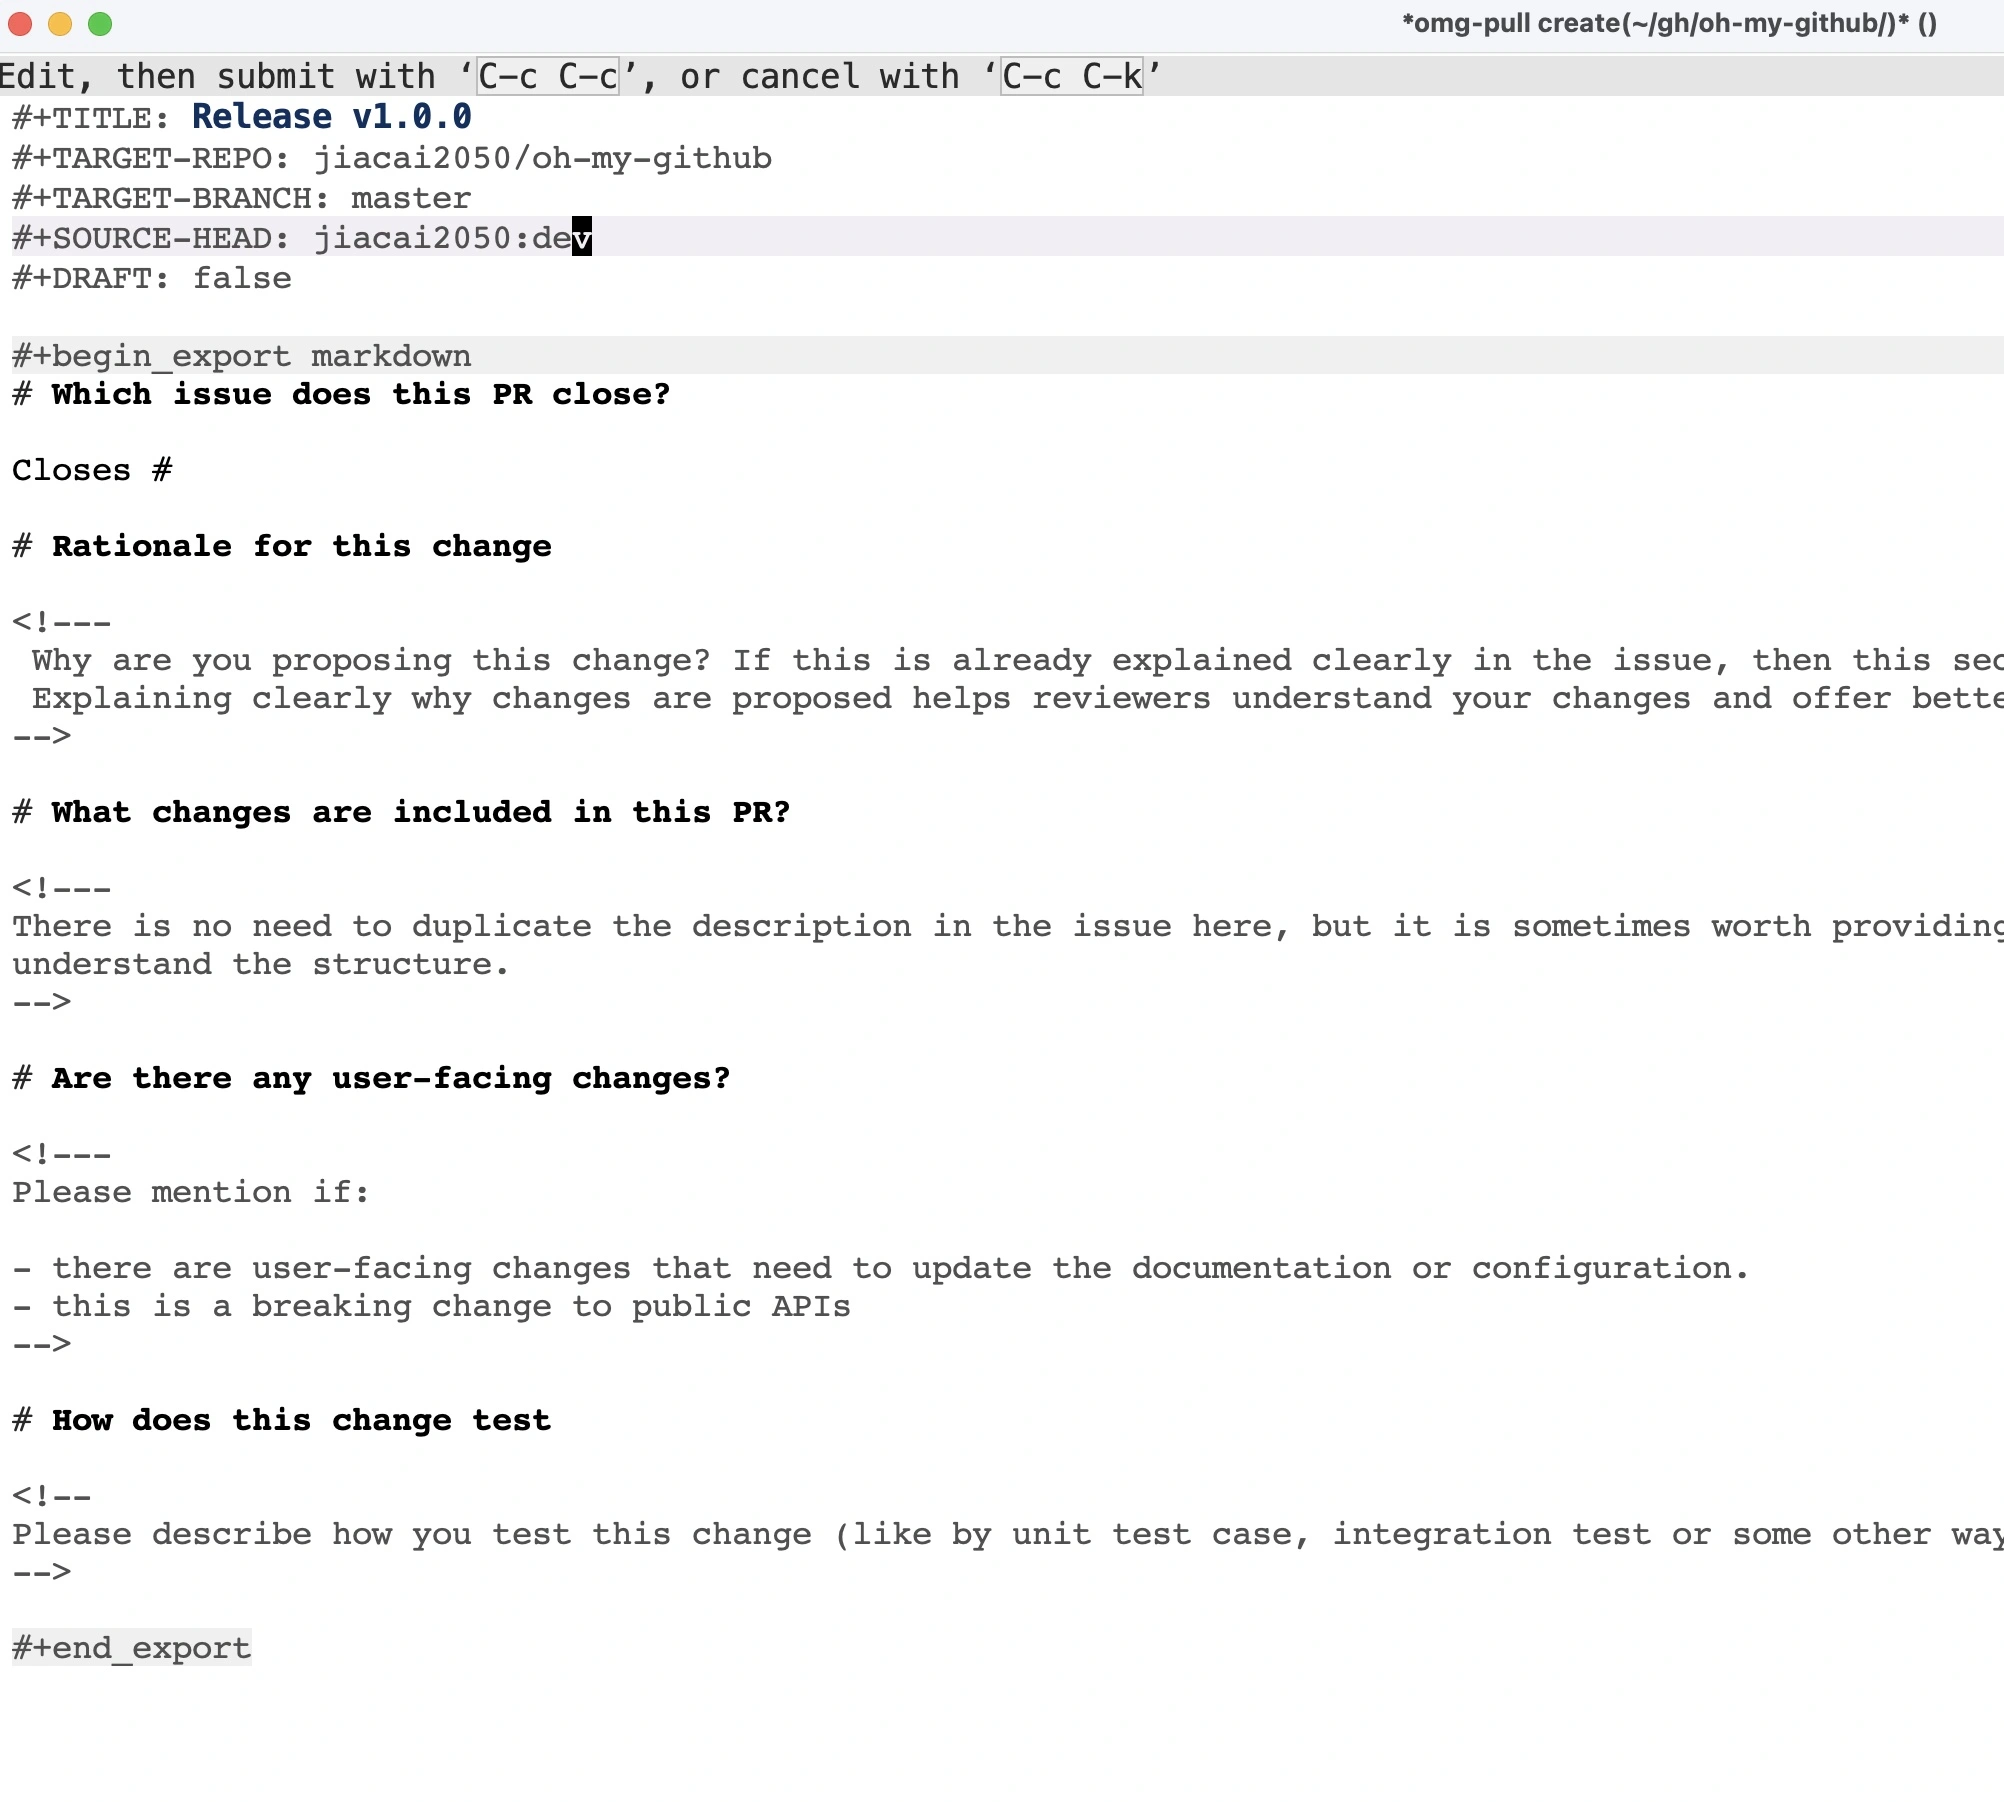 *omg-pull create(~/gh/oh-my-github/)* ()
Edit, then submit with ‘C-c C-c’, or cancel with ‘C-c C-k’
#+TITLE: Release v1.0.0
#+TARGET-REPO: jiacai2050/oh-my-github
#+TARGET-BRANCH: master
#+SOURCE-HEAD: jiacai2050:dev
#+DRAFT: false
#+begin_export markdown
# Which issue does this PR close?
Closes #
# Rationale for this change
<!---
Why are you proposing this change? If this is already explained clearly in the issue, then this
Explaining clearly why changes are proposed helps reviewers understand your changes and offer
-->
# What changes are included in this PR?
<!---
There is no need to duplicate the description in the issue here, but it is sometimes worth providing
understand the structure.
-->
# Are there any user-facing changes?
<!---
Please mention if:
- there are user-facing changes that need to update the documentation or configuration.
- this is a breaking change to public APIs
-->
# How does this change test
<!--
Please describe how you test this change (like by unit test case, integration test or some other way
-->
#+end_export